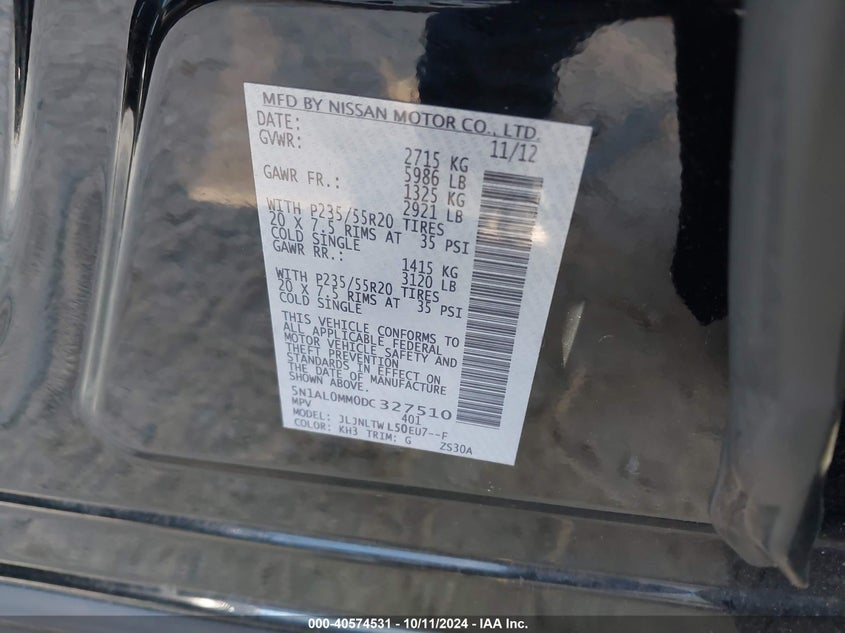 MFD BY NISSAN MOTOR CO., LTD.
DATE: 11/12
GVWR: 2715 KG
5986 LB
GAWR FR.: 1325 KG
2921 LB
WITH P235/55R20 TIRES
20 X 7.5 RIMS AT 35 PSI
COLD SINGLE
GAWR RR.: 1415 KG
3120 LB
WITH P235/55R20 TIRES
20 X 7.5 RIMS AT 35 PSI
COLD SINGLE
THIS VEHICLE CONFORMS TO
ALL APPLICABLE FEDERAL
MOTOR VEHICLE SAFETY AND
THEFT PREVENTION
STANDARDS IN EFFECT ON
THE DATE OF MANUFACTURE
SHOWN ABOVE.
5N1AL0MM0DC327510
MPV 401
MODEL: JLJNLTW L50EU7--F
COLOR: KH3 TRIM: G ZS30A
000-40574531 - 10/11/2024 - IAA Inc.